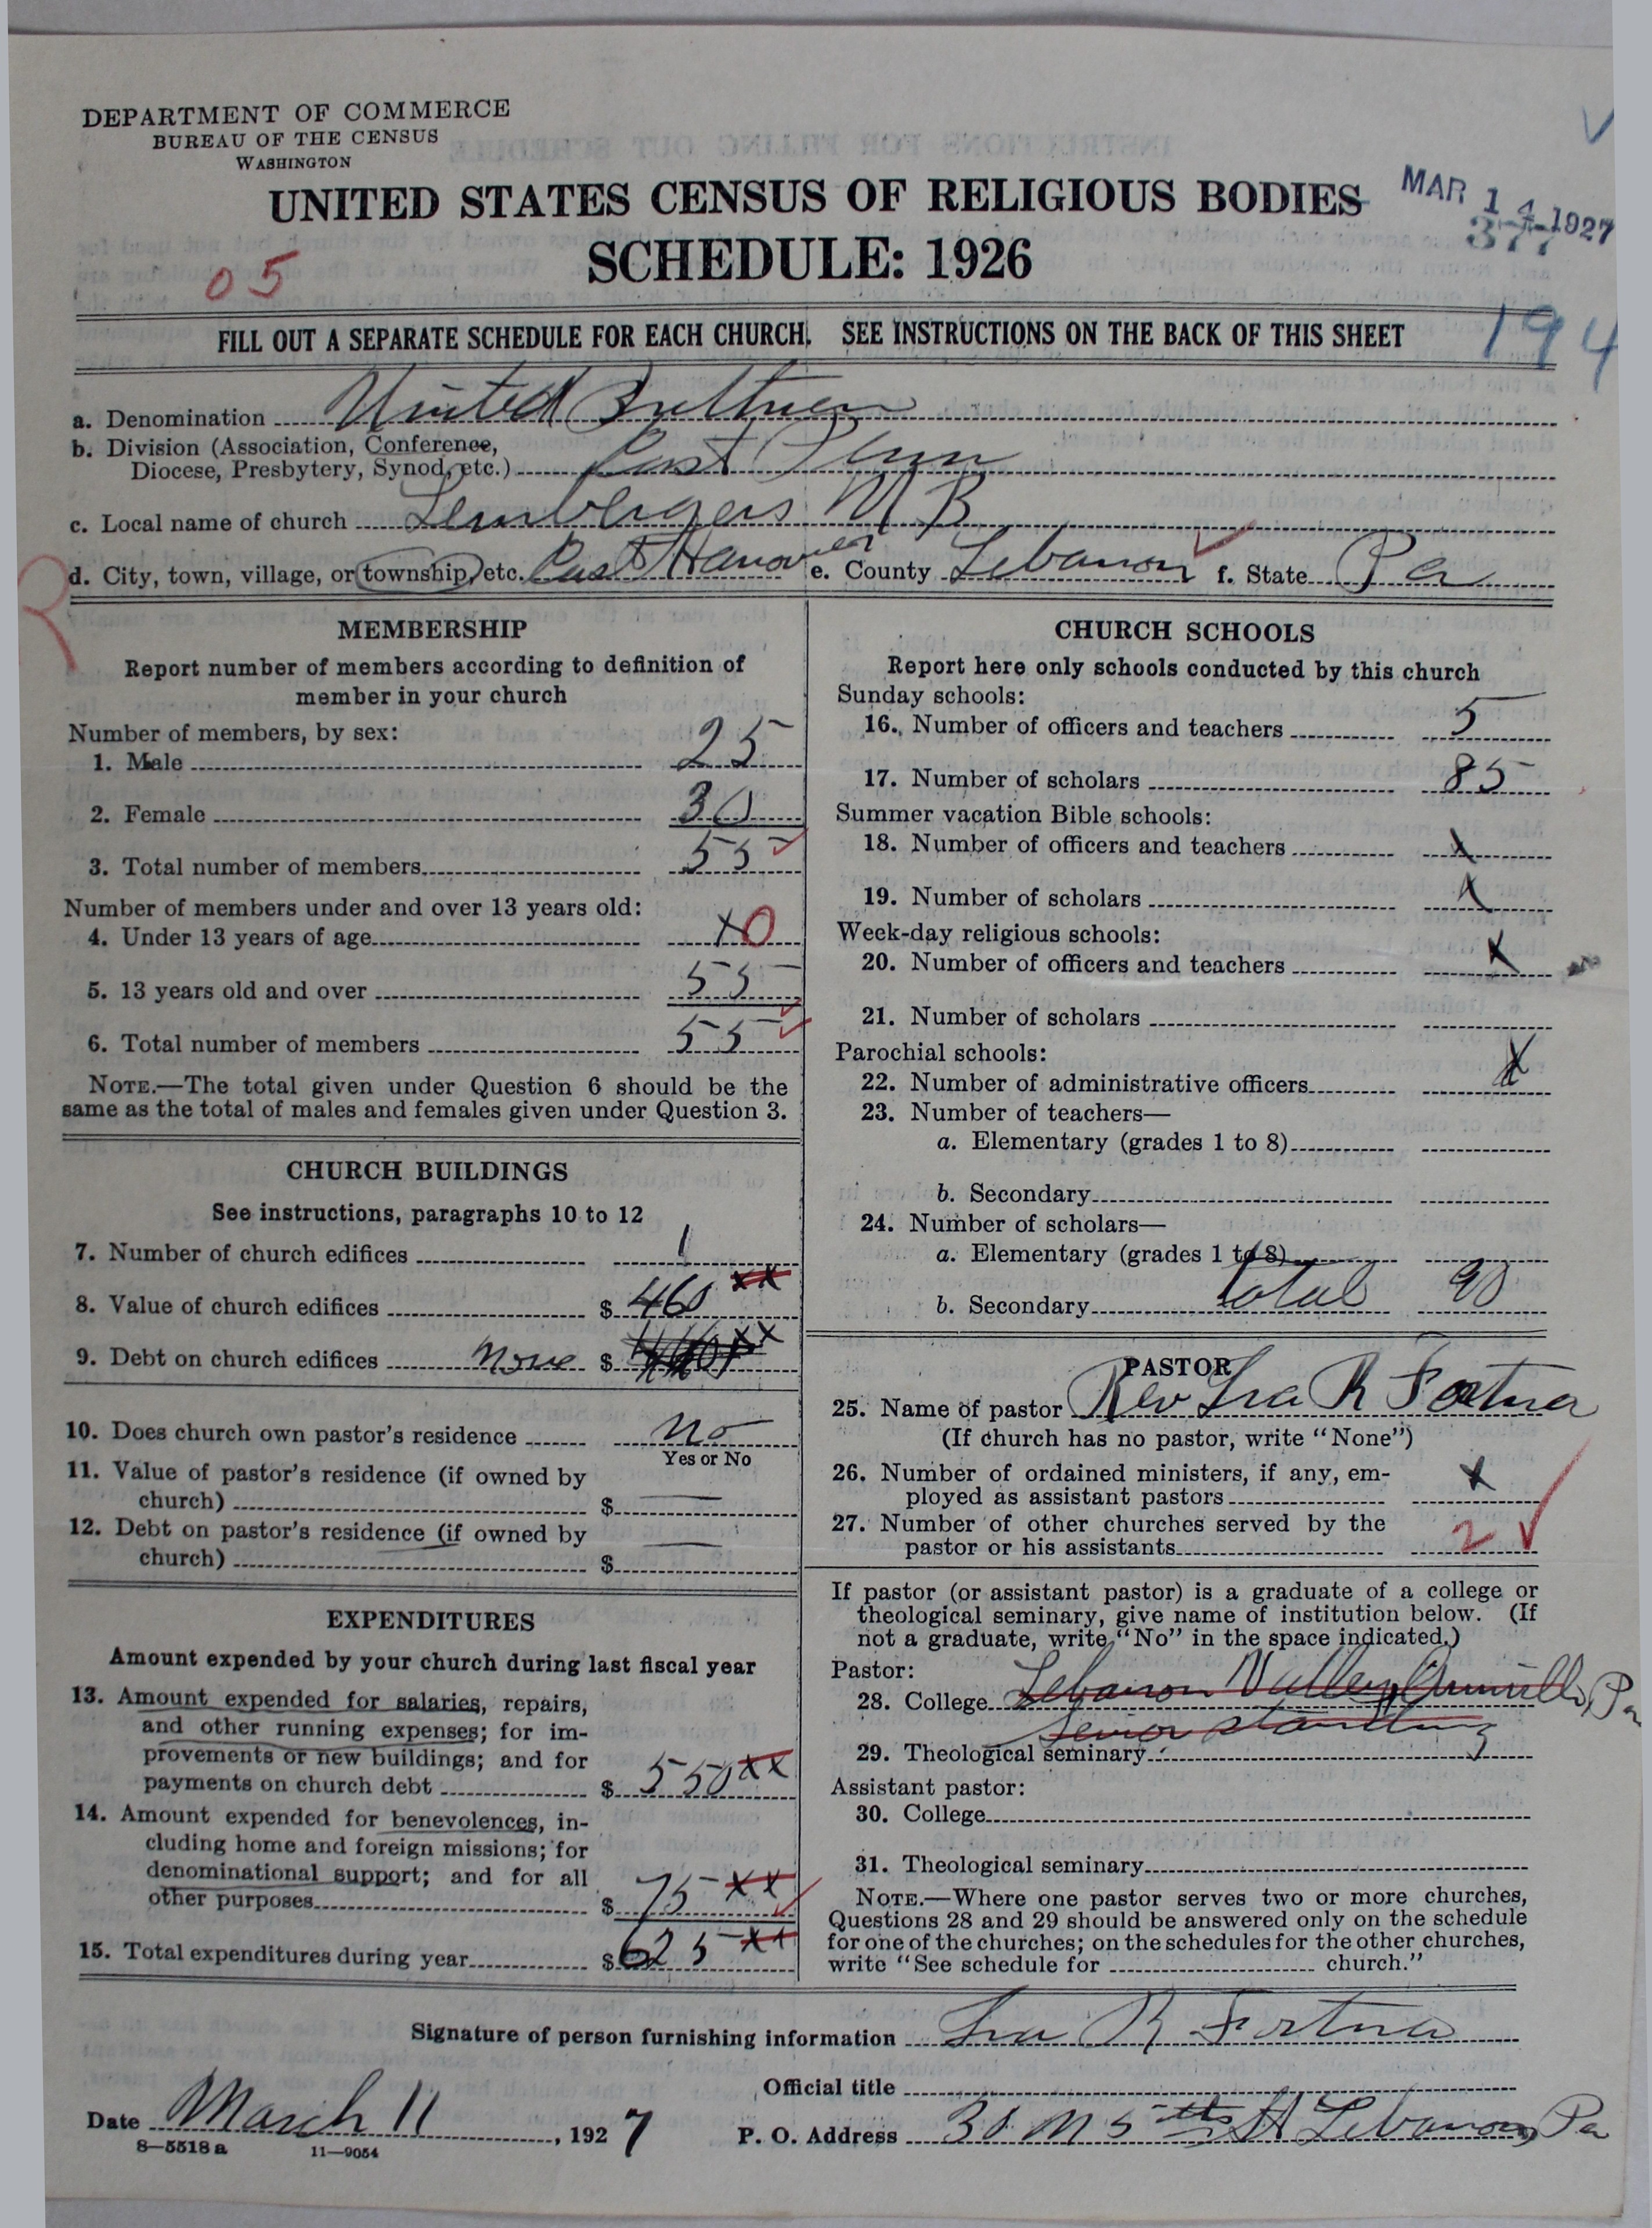 DEPARTMENT OF COMMERCE
BUREAU OF THE CENSUS
WASHINGTON
UNITED STATES CENSUS OF RELIGIOUS BODIES
SCHEDULE: 1926
MAR 14 1927
377
05
194
FILL OUT A SEPARATE SCHEDULE FOR EACH CHURCH. SEE INSTRUCTIONS ON THE BACK OF THIS SHEET
a. Denomination United Brethren
b. Division (Association, Conference,
Diocese, Presbytery, Synod, etc.) East Penn
c. Local name of church Lembergers U B
d. City, town, village, or township, etc. East Hanover e. County Lebanon f. State Pa
MEMBERSHIP
Report number of members according to definition of
member in your church
Number of members, by sex:
1. Male 25
2. Female 30
3. Total number of members 55
Number of members under and over 13 years old:
4. Under 13 years of age x 0
5. 13 years old and over 55
6. Total number of members 55
NOTE.—The total given under Question 6 should be the
same as the total of males and females given under Question 3.
CHURCH BUILDINGS
See instructions, paragraphs 10 to 12
7. Number of church edifices 1
8. Value of church edifices $ 460 xx
9. Debt on church edifices none $ xx
10. Does church own pastor's residence No
Yes or No
11. Value of pastor's residence (if owned by
church) $ —
12. Debt on pastor's residence (if owned by
church) $ —
EXPENDITURES
Amount expended by your church during last fiscal year
13. Amount expended for salaries, repairs,
and other running expenses; for im-
provements or new buildings; and for
payments on church debt $ 550 xx
14. Amount expended for benevolences, in-
cluding home and foreign missions; for
denominational support; and for all
other purposes $ 75 xx
15. Total expenditures during year $ 625 xx
CHURCH SCHOOLS
Report here only schools conducted by this church
Sunday schools:
16. Number of officers and teachers 5
17. Number of scholars 85
Summer vacation Bible schools:
18. Number of officers and teachers x
19. Number of scholars x
Week-day religious schools:
20. Number of officers and teachers x
21. Number of scholars
Parochial schools:
22. Number of administrative officers x
23. Number of teachers—
a. Elementary (grades 1 to 8)
b. Secondary
24. Number of scholars—
a. Elementary (grades 1 to 8)
b. Secondary total 90
PASTOR
25. Name of pastor Rev Ira R Fortna
(If church has no pastor, write "None")
26. Number of ordained ministers, if any, em-
ployed as assistant pastors x
27. Number of other churches served by the
pastor or his assistants 2
If pastor (or assistant pastor) is a graduate of a college or
theological seminary, give name of institution below. (If
not a graduate, write "No" in the space indicated.)
Pastor:
28. College Lebanon Valley, Annville, Pa
senior standing
29. Theological seminary
Assistant pastor:
30. College
31. Theological seminary
NOTE.—Where one pastor serves two or more churches,
Questions 28 and 29 should be answered only on the schedule
for one of the churches; on the schedules for the other churches,
write "See schedule for church."
Signature of person furnishing information Ira R Fortna
Official title
Date March 11, 1927 P. O. Address 30 N 5th St Lebanon, Pa
8—5518 a 11—9054